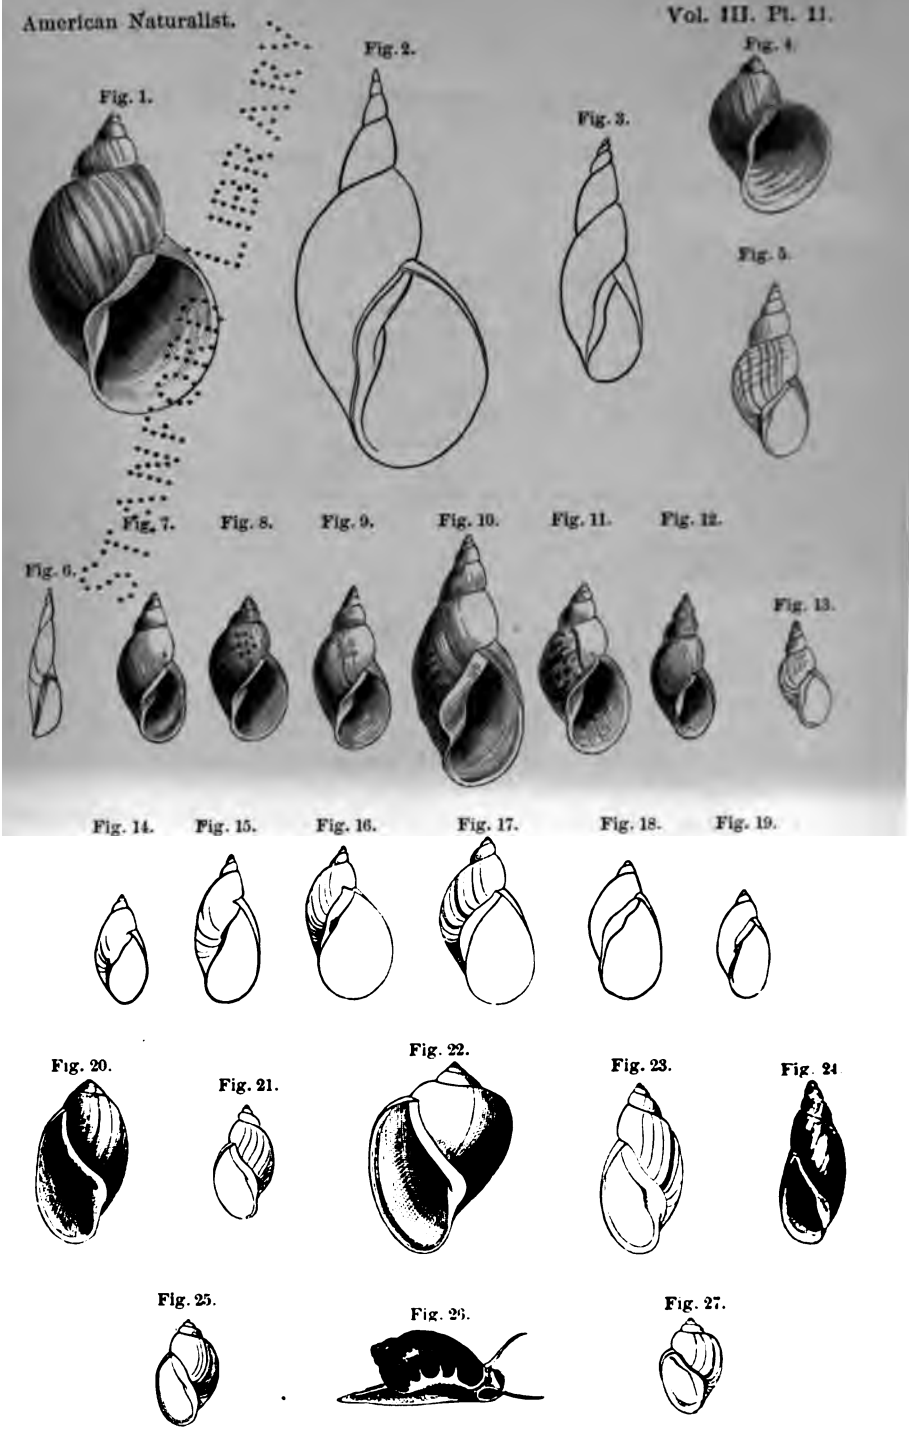 American Naturalist.
Vol. III. Pl. 11.
Fig. 1.
Fig. 2.
Fig. 3.
Fig. 4.
Fig. 5.
LIBRARY
Fig. 6.
Fig. 7.
Fig. 8.
Fig. 9.
Fig. 10.
Fig. 11.
Fig. 12.
Fig. 13.
Fig. 14.
Fig. 15.
Fig. 16.
Fig. 17.
Fig. 18.
Fig. 19.
Fig. 20.
Fig. 21.
Fig. 22.
Fig. 23.
Fig. 24
Fig. 25.
Fig. 26.
Fig. 27.